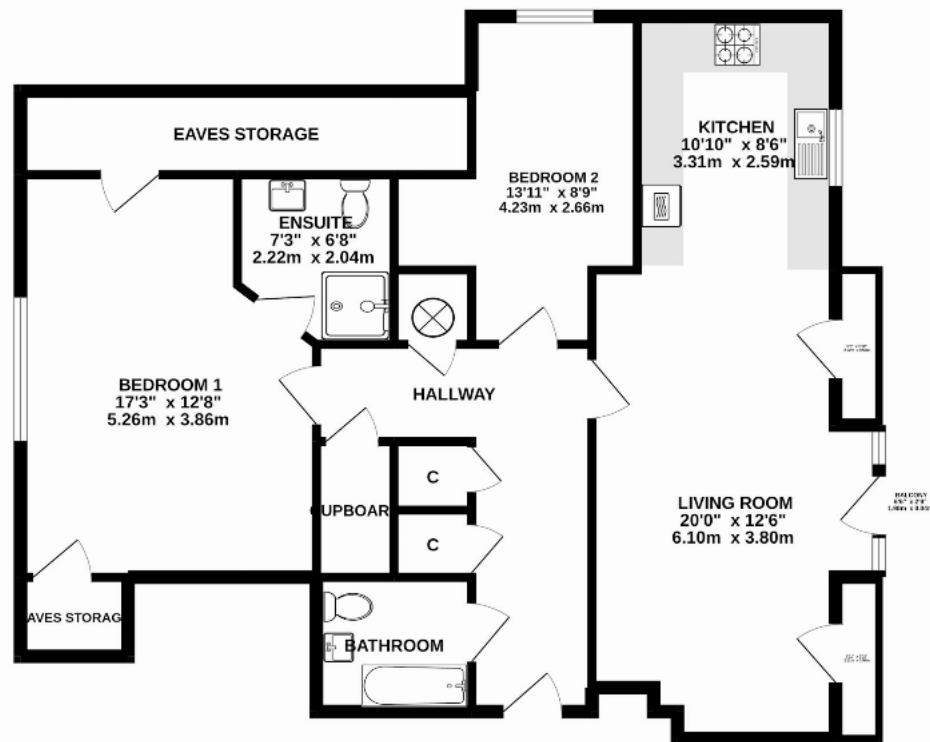 EAVES STORAGE
KITCHEN
10'10" x 8'6"
3.31m x 2.59m
BEDROOM 2
13'11" x 8'9"
4.23m x 2.66m
ENSUITE
7'3" x 6'8"
2.22m x 2.04m
BEDROOM 1
17'3" x 12'8"
5.26m x 3.86m
HALLWAY
C
UPBOAR
C
LIVING ROOM
20'0" x 12'6"
6.10m x 3.80m
BALCONY
AVES STORAG
BATHROOM